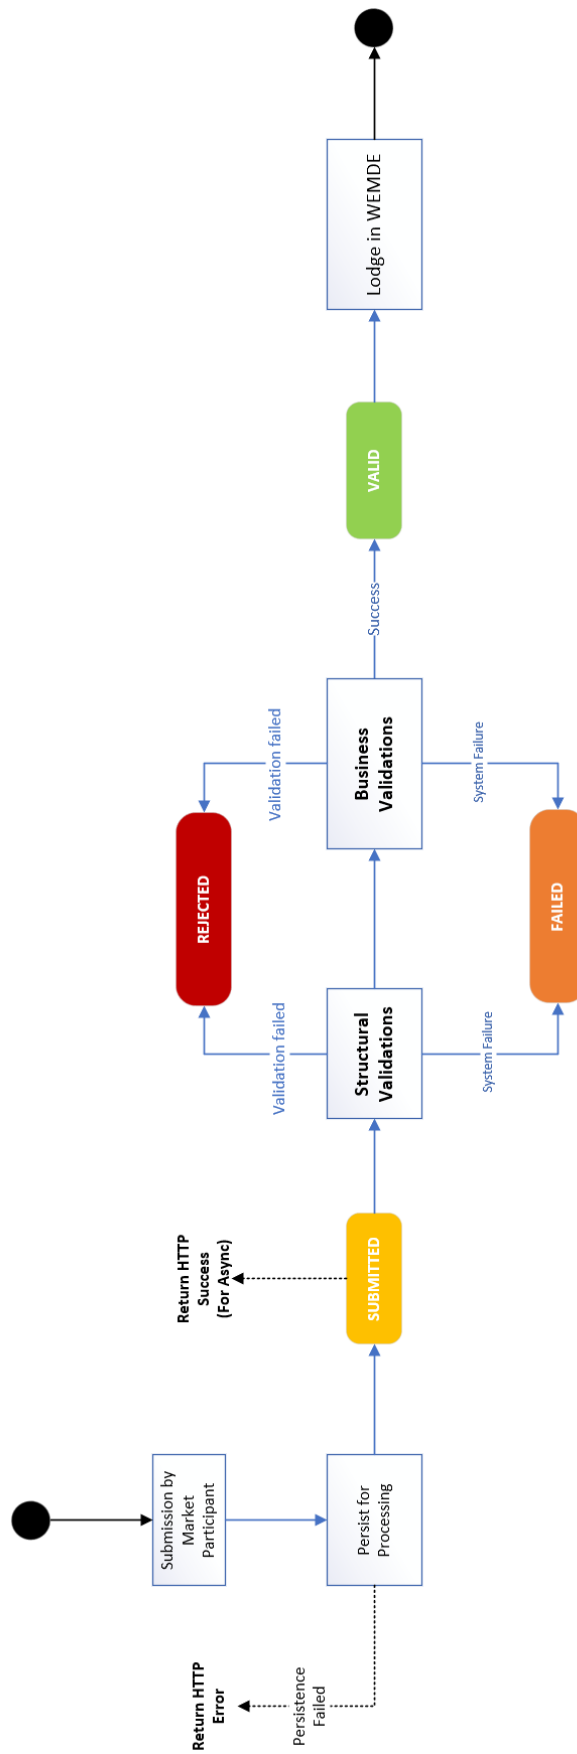 Submission by
Market
Participant
Persist for
Processing
Persistence
Failed
Return HTTP
Error
SUBMITTED
Return HTTP
Success
(For Async)
Structural
Validations
Validation failed
System Failure
REJECTED
FAILED
Business
Validations
Validation failed
System Failure
Success
VALID
Lodge in WEMDE